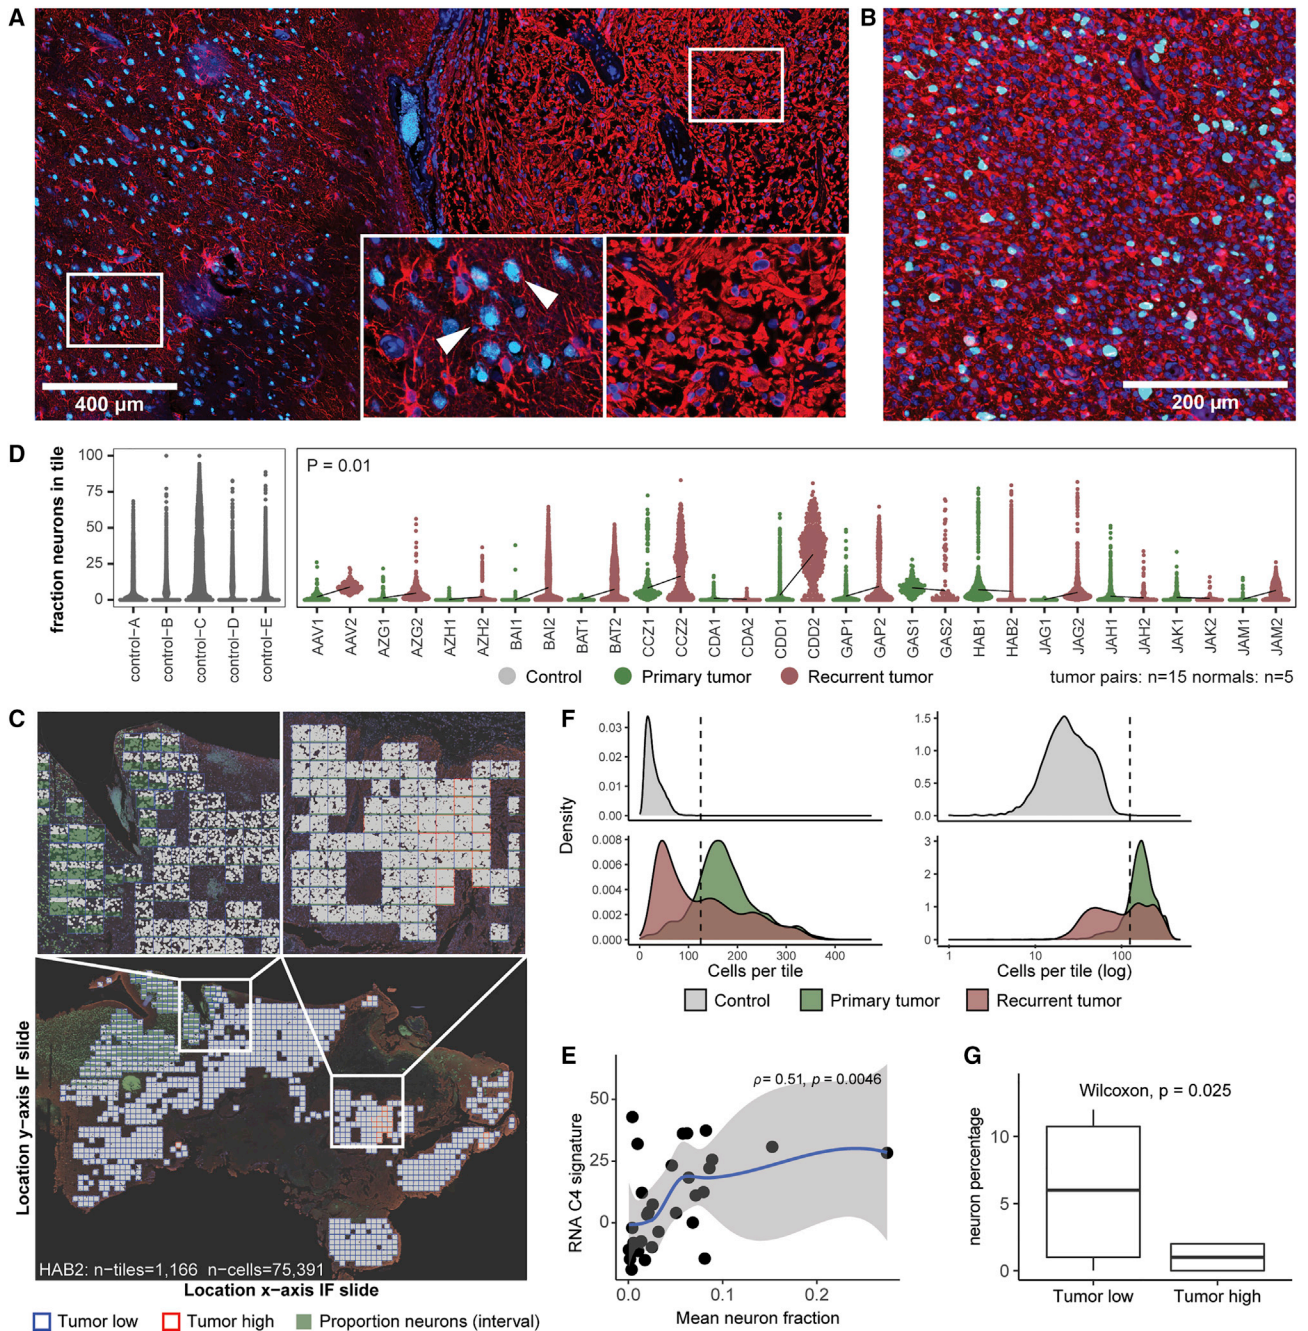 A
B
400 µm
200 µm
D
fraction neurons in tile
100
75
50
25
0
P = 0.01
control-A
control-B
control-C
control-D
control-E
AAV1
AAV2
AZG1
AZG2
AZH1
AZH2
BAI1
BAI2
BAT1
BAT2
CCZ1
CCZ2
CDA1
CDA2
CDD1
CDD2
GAP1
GAP2
GAS1
GAS2
HAB1
HAB2
JAG1
JAG2
JAH1
JAH2
JAK1
JAK2
JAM1
JAM2
Control
Primary tumor
Recurrent tumor
tumor pairs: n=15 normals: n=5
C
Location y−axis IF slide
HAB2: n-tiles=1,166 n-cells=75,391
Location x−axis IF slide
Tumor low
Tumor high
Proportion neurons (interval)
F
Density
0.03
0.02
0.01
0.00
0.008
0.006
0.004
0.002
0.000
0
100
200
300
400
Cells per tile
1.5
1.0
0.5
0.0
3
2
1
0
1
10
100
Cells per tile (log)
Control
Primary tumor
Recurrent tumor
E
RNA C4 signature
50
25
0
ρ= 0.51, p = 0.0046
0.0
0.1
0.2
Mean neuron fraction
G
neuron percentage
10
5
0
Wilcoxon, p = 0.025
Tumor low
Tumor high